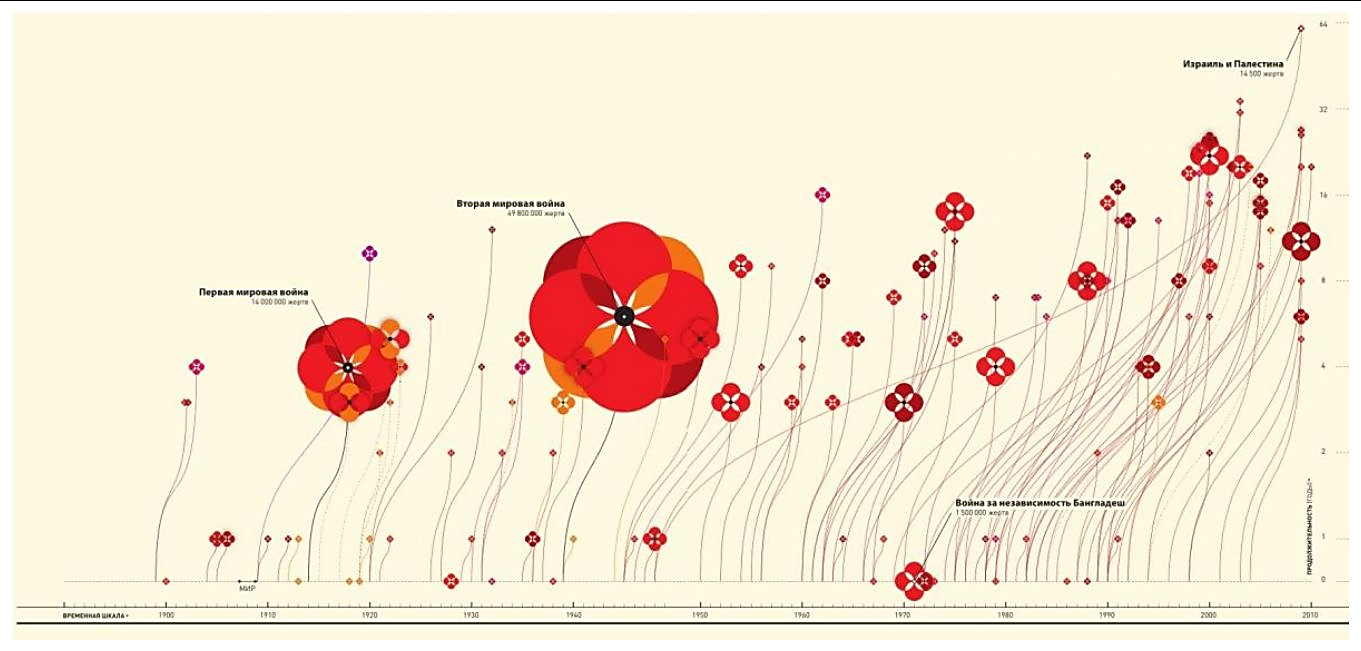 64
Израиль и Палестина
14 500 жертв
32
16
Вторая мировая война
49 800 000 жертв
Первая мировая война
14 000 000 жертв
8
4
2
Война за независимость Бангладеш
1 500 000 жертв
ПРОДОЛЖИТЕЛЬНОСТЬ (ГОДЫ)
1
0
МИР
ВРЕМЕННАЯ ШКАЛА
1900
1910
1920
1930
1940
1950
1960
1970
1980
1990
2000
2010